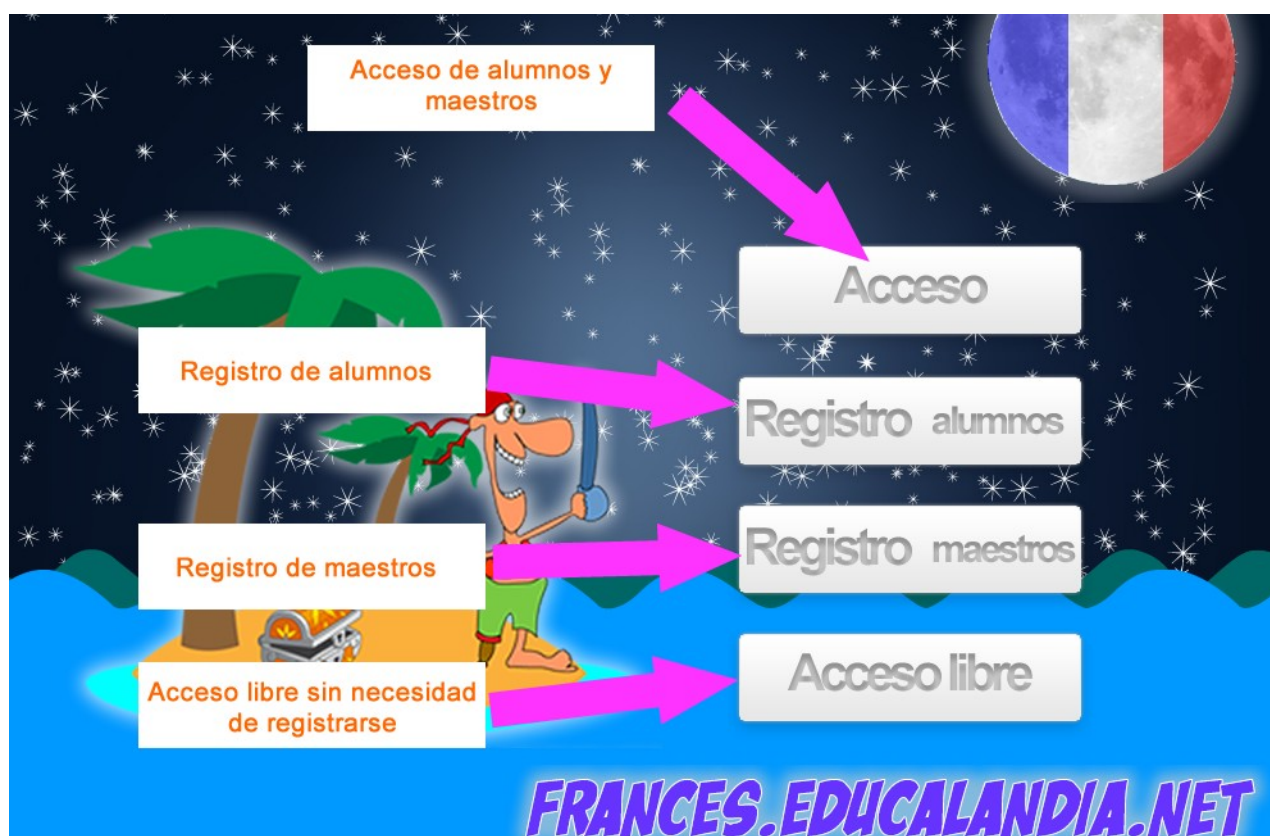 Acceso de alumnos y
maestros
Acceso
Registro de alumnos
Registro alumnos
Registro de maestros
Registro maestros
Acceso libre sin necesidad
de registrarse
Acceso libre
FRANCES.EDUCALANDIA.NET